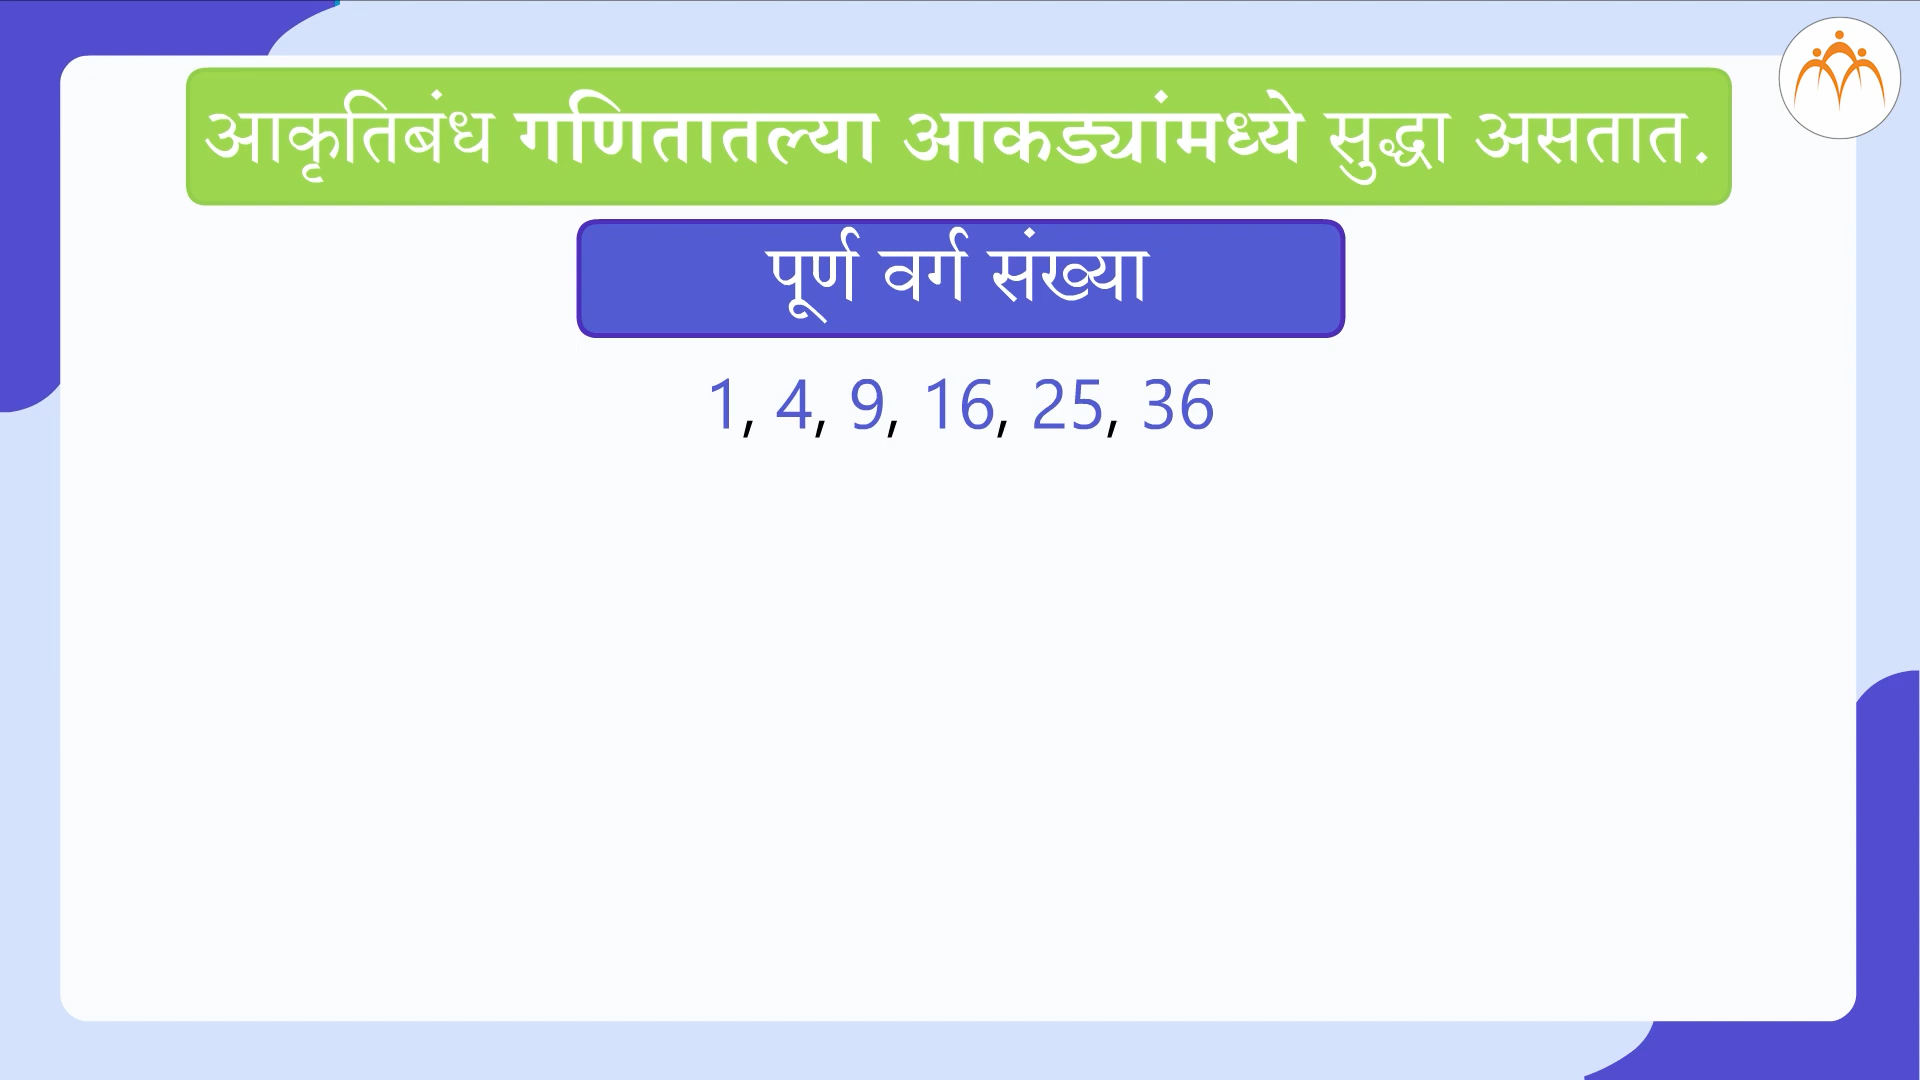 आकृतिबंध गणितातल्या आकड्यांमध्ये सुद्धा असतात.
पूर्ण वर्ग संख्या
1, 4, 9, 16, 25, 36